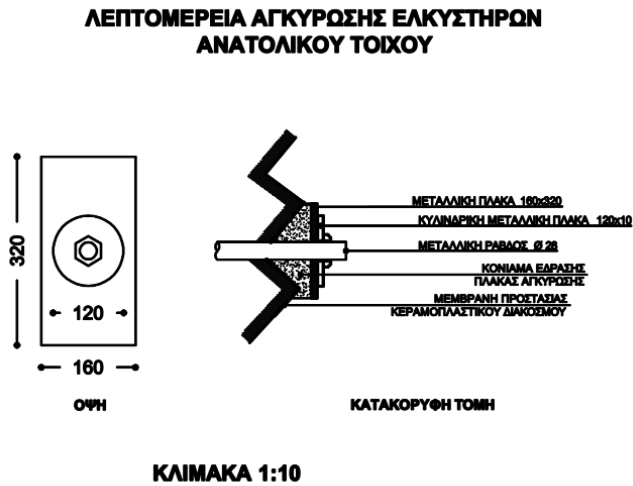 ΛΕΠΤΟΜΕΡΕΙΑ ΑΓΚΥΡΩΣΗΣ ΕΛΚΥΣΤΗΡΩΝ
ΑΝΑΤΟΛΙΚΟΥ ΤΟΙΧΟΥ
320
120
160
ΟΨΗ
ΜΕΤΑΛΛΙΚΗ ΠΛΑΚΑ 160x320
ΚΥΛΙΝΔΡΙΚΗ ΜΕΤΑΛΛΙΚΗ ΠΛΑΚΑ 120x10
ΜΕΤΑΛΛΙΚΗ ΡΑΒΔΟΣ Ø 28
ΚΟΝΙΑΜΑ ΕΔΡΑΣΗΣ
ΠΛΑΚΑΣ ΑΓΚΥΡΩΣΗΣ
ΜΕΜΒΡΑΝΗ ΠΡΟΣΤΑΣΙΑΣ
ΚΕΡΑΜΟΠΛΑΣΤΙΚΟΥ ΔΙΑΚΟΣΜΟΥ
ΚΑΤΑΚΟΡΥΦΗ ΤΟΜΗ
ΚΛΙΜΑΚΑ 1:10